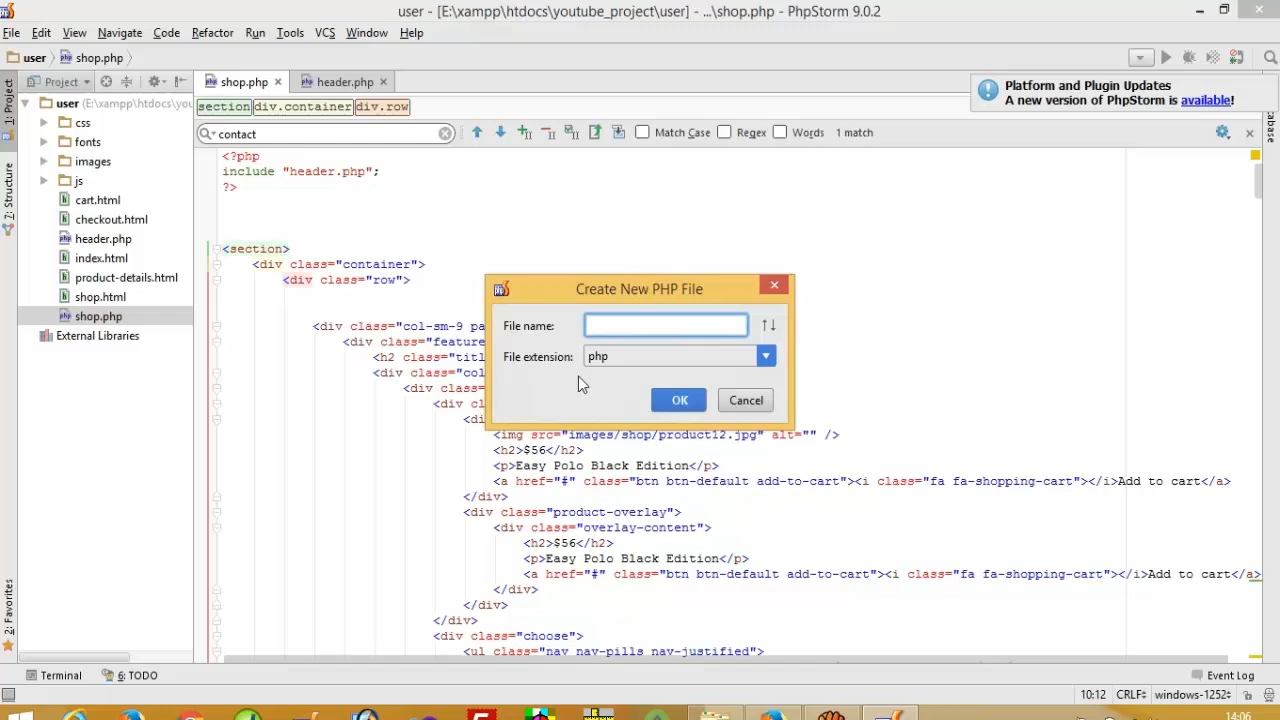 user - [E:\xampp\htdocs\youtube_project\user] - ...\shop.php - PhpStorm 9.0.2
File Edit View Navigate Code Refactor Run Tools VCS Window Help
user shop.php
Project shop.php header.php
Platform and Plugin Updates
A new version of PhpStorm is available!
1: Project
7: Structure
2: Favorites
user (E:\xampp\htdocs\you
css
fonts
images
js
cart.html
checkout.html
header.php
index.html
product-details.html
shop.html
shop.php
External Libraries
section div.container div.row
contact Match Case Regex Words 1 match
<?php
include "header.php";
?>
<section>
<div class="container">
<div class="row">
<div class="col-sm-9 pa
<div class="feature
<h2 class="titl
<div class="col
<div class=
<div cl
<di
<img src="images/shop/product12.jpg" alt="" />
<h2>$56</h2>
<p>Easy Polo Black Edition</p>
<a href="#" class="btn btn-default add-to-cart"><i class="fa fa-shopping-cart"></i>Add to cart</a>
</div>
<div class="product-overlay">
<div class="overlay-content">
<h2>$56</h2>
<p>Easy Polo Black Edition</p>
<a href="#" class="btn btn-default add-to-cart"><i class="fa fa-shopping-cart"></i>Add to cart</a>
</div>
</div>
</div>
<div class="choose">
<ul class="nav nav-pills nav-justified">
Create New PHP File
File name:
File extension: php
OK Cancel
Terminal 6: TODO Event Log
10:12 CRLF windows-1252
14:06